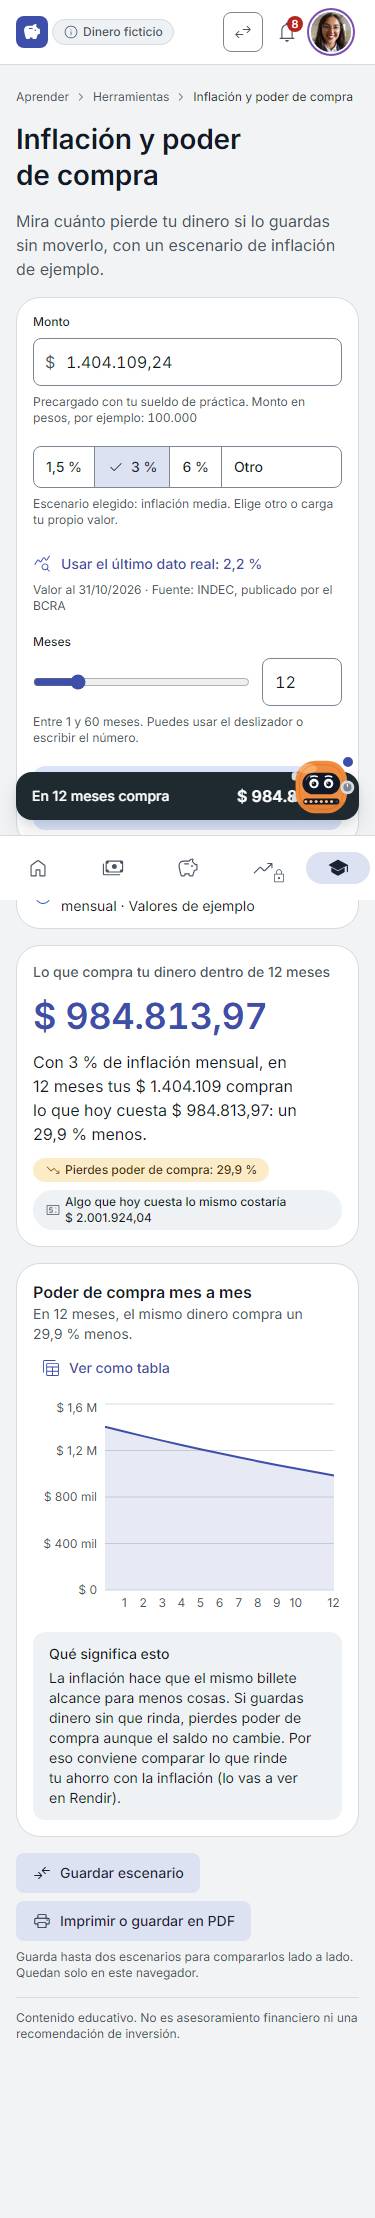 Dinero ficticio
8
Aprender > Herramientas > Inflación y poder de compra
Inflación y poder
de compra
Mira cuánto pierde tu dinero si lo guardas
sin moverlo, con un escenario de inflación
de ejemplo.
Monto
$ 1.404.109,24
Precargado con tu sueldo de práctica. Monto en
pesos, por ejemplo: 100.000
1,5 % 3 % 6 % Otro
Escenario elegido: inflación media. Elige otro o carga
tu propio valor.
Usar el último dato real: 2,2 %
Valor al 31/10/2026 · Fuente: INDEC, publicado por el
BCRA
Meses
12
Entre 1 y 60 meses. Puedes usar el deslizador o
escribir el número.
En 12 meses compra $ 984.8
mensual · Valores de ejemplo
Lo que compra tu dinero dentro de 12 meses
$ 984.813,97
Con 3 % de inflación mensual, en
12 meses tus $ 1.404.109 compran
lo que hoy cuesta $ 984.813,97: un
29,9 % menos.
Pierdes poder de compra: 29,9 %
Algo que hoy cuesta lo mismo costaría
$ 2.001.924,04
Poder de compra mes a mes
En 12 meses, el mismo dinero compra un
29,9 % menos.
Ver como tabla
$ 1,6 M
$ 1,2 M
$ 800 mil
$ 400 mil
$ 0
1 2 3 4 5 6 7 8 9 10 12
Qué significa esto
La inflación hace que el mismo billete
alcance para menos cosas. Si guardas
dinero sin que rinda, pierdes poder de
compra aunque el saldo no cambie. Por
eso conviene comparar lo que rinde
tu ahorro con la inflación (lo vas a ver
en Rendir).
Guardar escenario
Imprimir o guardar en PDF
Guarda hasta dos escenarios para compararlos lado a lado.
Quedan solo en este navegador.
Contenido educativo. No es asesoramiento financiero ni una
recomendación de inversión.